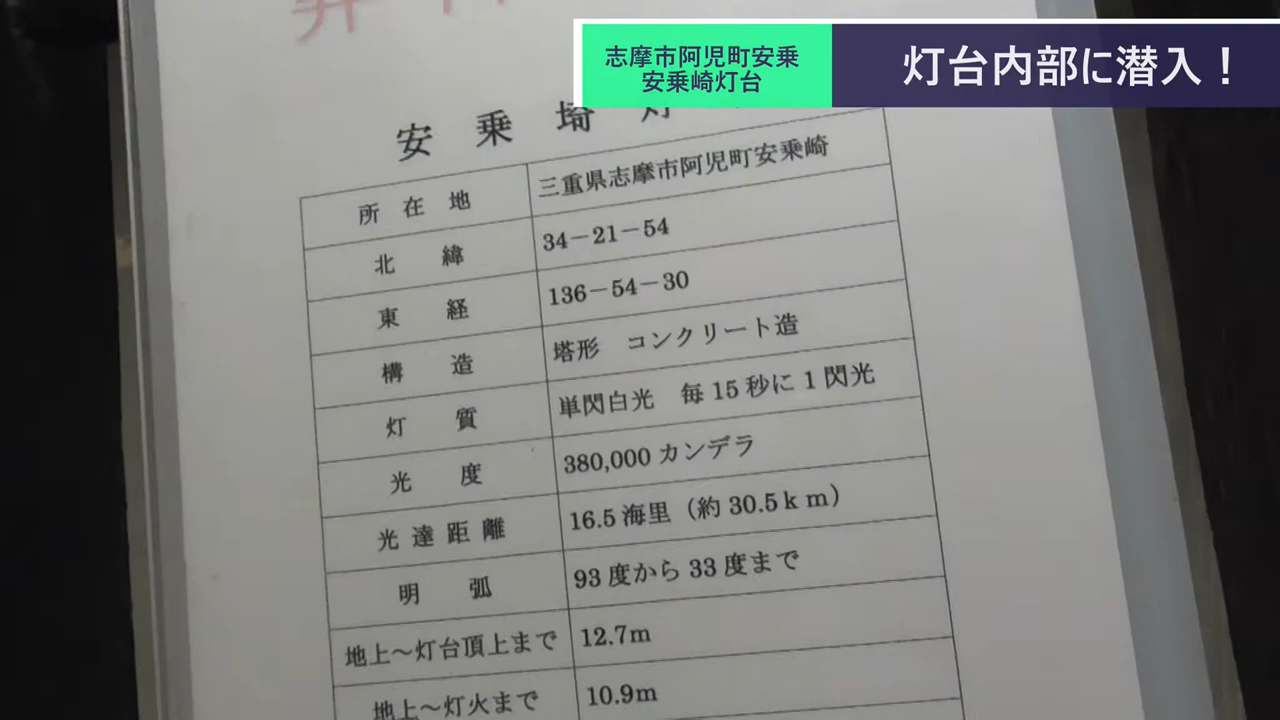 志摩市阿児町安乗
安乗崎灯台
灯台内部に潜入！
安乗埼灯
所在地 三重県志摩市阿児町安乗崎
北緯 34－21－54
東経 136－54－30
構造 塔形 コンクリート造
灯質 単閃白光 毎15秒に1閃光
光度 380,000カンデラ
光達距離 16.5海里（約30.5km）
明弧 93度から33度まで
地上～灯台頂上まで 12.7m
地上～灯火まで 10.9m